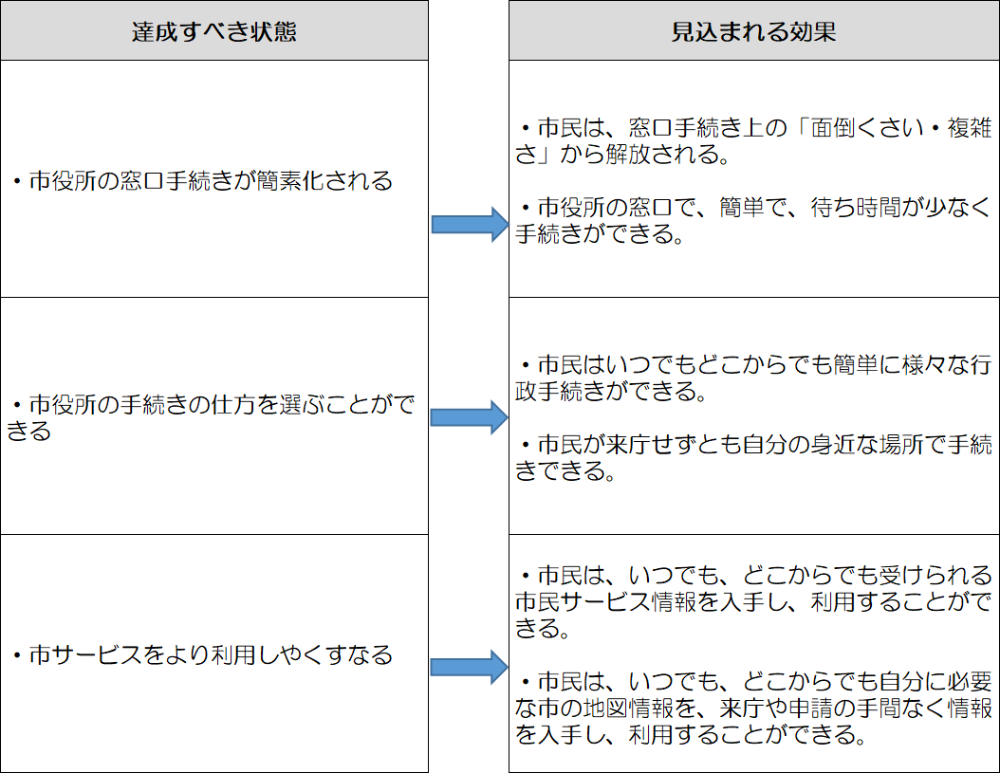 達成すべき状態
見込まれる効果
・市役所の窓口手続きが簡素化される
・市民は、窓口手続き上の「面倒くさい・複雑
さ」から解放される。
・市役所の窓口で、簡単で、待ち時間が少なく
手続きができる。
・市役所の手続きの仕方を選ぶことがで
きる
・市民はいつでもどこからでも簡単に様々な行
政手続きができる。
・市民が来庁せずとも自分の身近な場所で手続
きできる。
・市サービスをより利用しやくすなる
・市民は、いつでも、どこからでも受けられる
市民サービス情報を入手し、利用することがで
きる。
・市民は、いつでも、どこからでも自分に必要
な市の地図情報を、来庁や申請の手間なく情報
を入手し、利用することができる。